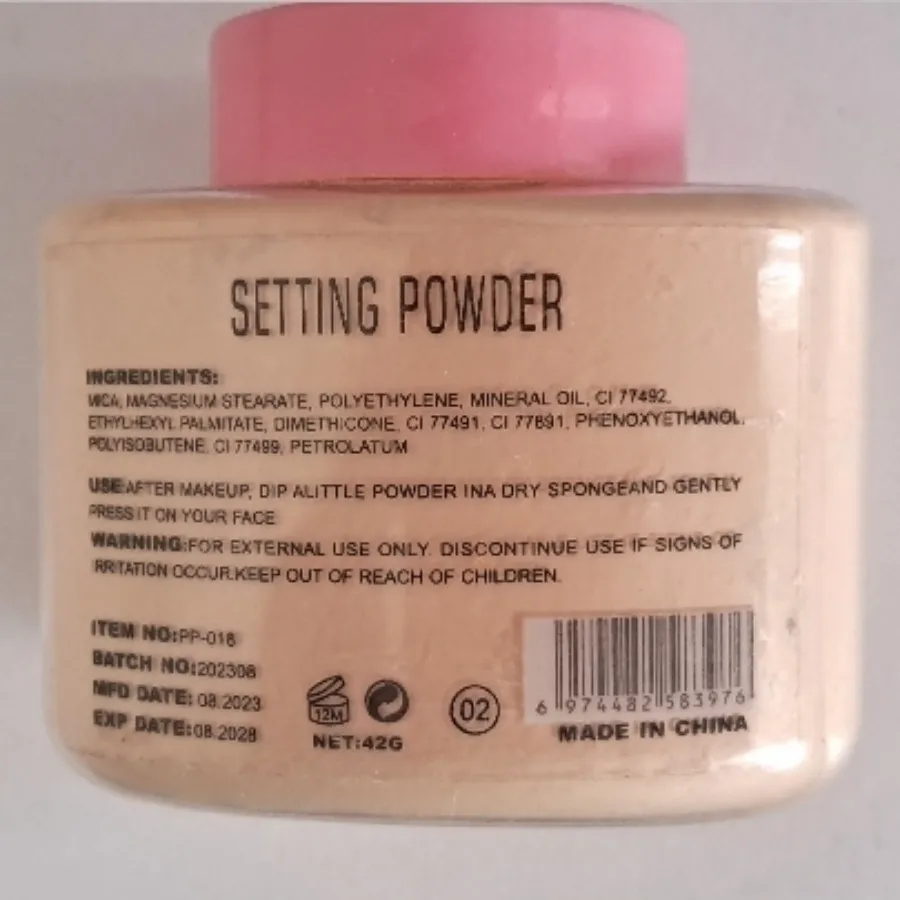 SETTING POWDER
INGREDIENTS:
MICA, MAGNESIUM STEARATE, POLYETHYLENE, MINERAL OIL, CI 77492,
ETHYLHEXYL PALMITATE, DIMETHICONE, CI 77491, CI 77891, PHENOXYETHANOL,
POLYISOBUTENE, CI 77499, PETROLATUM
USE:AFTER MAKEUP, DIP ALITTLE POWDER INA DRY SPONGEAND GENTLY
PRESS IT ON YOUR FACE
WARNING:FOR EXTERNAL USE ONLY. DISCONTINUE USE IF SIGNS OF
IRRITATION OCCUR.KEEP OUT OF REACH OF CHILDREN.
ITEM NO:PP-016
BATCH NO:202308
MFD DATE: 08.2023
EXP DATE:08.2028
12M
NET:42G
02
6 974482 583976
MADE IN CHINA